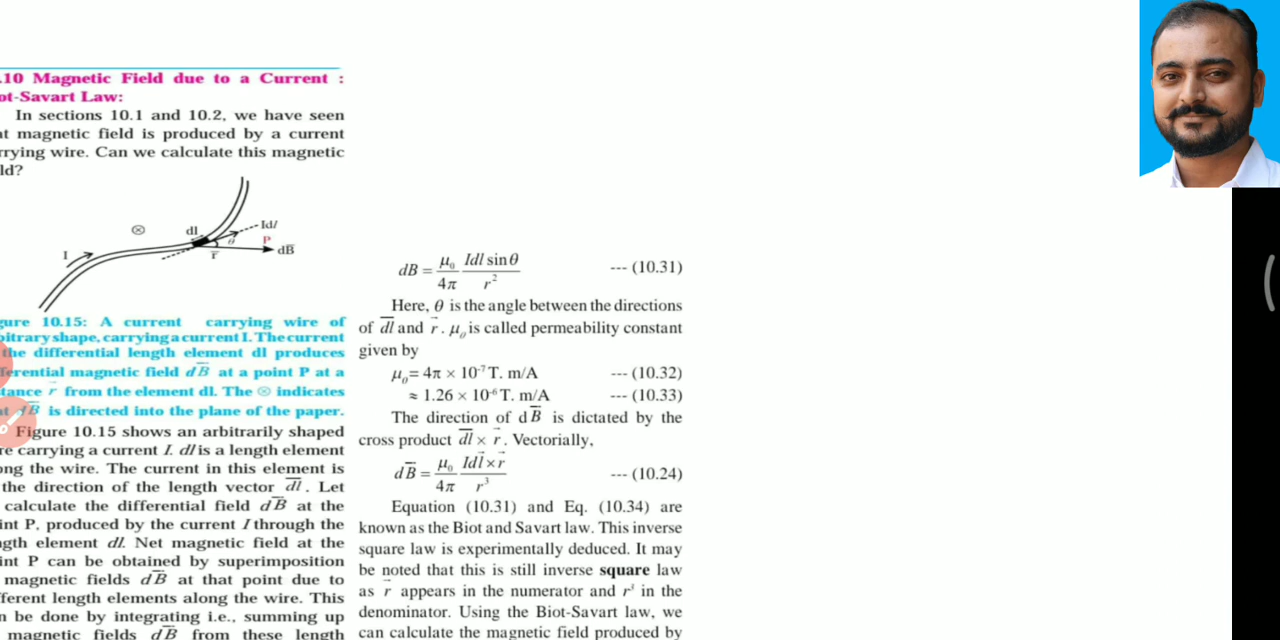 .10 Magnetic Field due to a Current :
ot-Savart Law:
In sections 10.1 and 10.2, we have seen
at magnetic field is produced by a current
rrying wire. Can we calculate this magnetic
ld?
dl
Idl
θ
P
I
r̅
dB̅
gure 10.15: A current carrying wire of
bitrary shape, carrying a current I. The current
the differential length element dl produces
ferential magnetic field dB̅ at a point P at a
tance r⃗ from the element dl. The ⊗ indicates
at dB̅ is directed into the plane of the paper.
Figure 10.15 shows an arbitrarily shaped
re carrying a current I. dl is a length element
ong the wire. The current in this element is
the direction of the length vector d̅l̅. Let
calculate the differential field dB̅ at the
int P, produced by the current I through the
ngth element dl. Net magnetic field at the
int P can be obtained by superimposition
magnetic fields dB̅ at that point due to
fferent length elements along the wire. This
n be done by integrating i.e., summing up
magnetic fields dB̅ from these length
dB = μ₀/4π Idl sinθ/r² --- (10.31)
Here, θ is the angle between the directions
of d̅l̅ and r⃗. μ₀ is called permeability constant
given by
μ₀= 4π × 10⁻⁷ T. m/A --- (10.32)
≈ 1.26 × 10⁻⁶ T. m/A --- (10.33)
The direction of dB̅ is dictated by the
cross product d̅l̅ × r⃗. Vectorially,
dB̅ = μ₀/4π Idl⃗×r⃗/r³ --- (10.24)
Equation (10.31) and Eq. (10.34) are
known as the Biot and Savart law. This inverse
square law is experimentally deduced. It may
be noted that this is still inverse square law
as r⃗ appears in the numerator and r³ in the
denominator. Using the Biot-Savart law, we
can calculate the magnetic field produced by